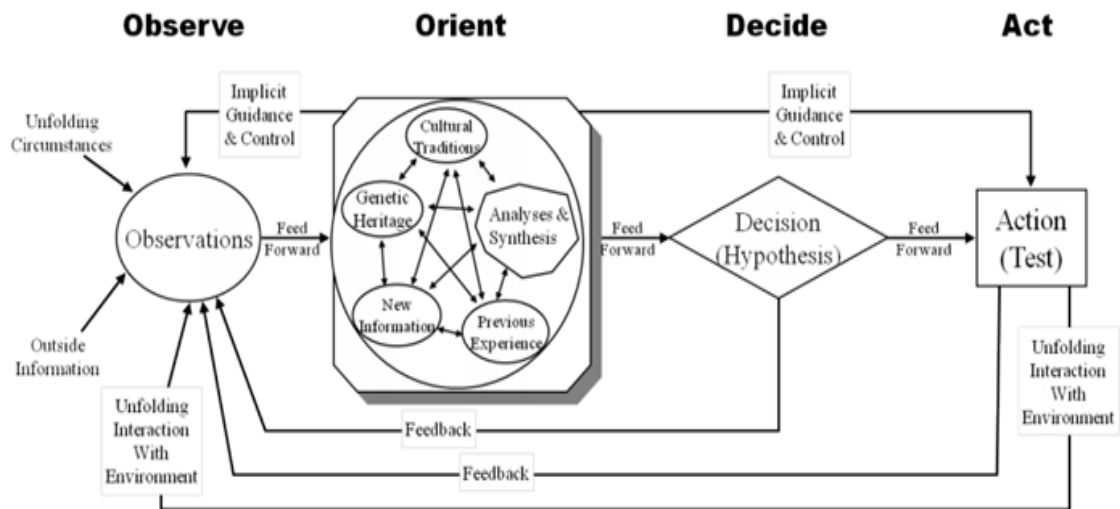 Observe
Orient
Decide
Act
Implicit
Guidance
& Control
Implicit
Guidance
& Control
Unfolding
Circumstances
Cultural
Traditions
Genetic
Heritage
Analyses &
Synthesis
New
Information
Previous
Experience
Observations
Feed
Forward
Feed
Forward
Decision
(Hypothesis)
Feed
Forward
Action
(Test)
Outside
Information
Unfolding
Interaction
With
Environment
Feedback
Feedback
Unfolding
Interaction
With
Environment